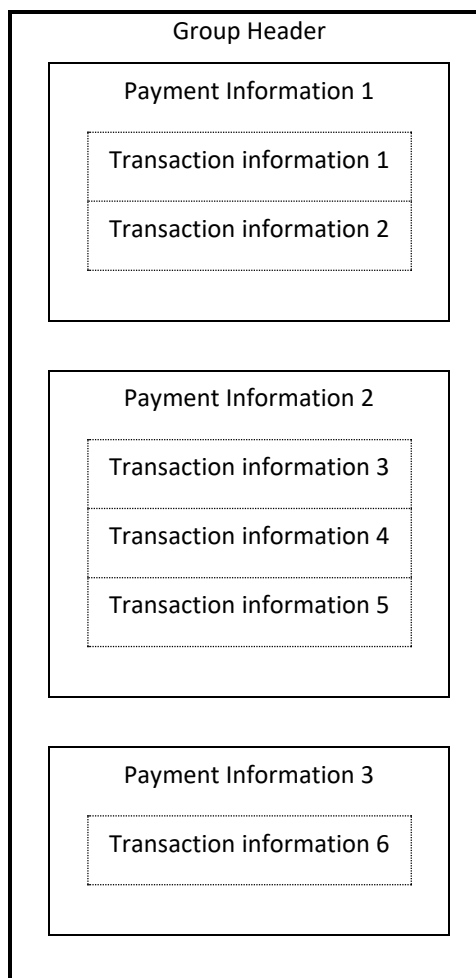 Group Header
Payment Information 1
Transaction information 1
Transaction information 2
Payment Information 2
Transaction information 3
Transaction information 4
Transaction information 5
Payment Information 3
Transaction information 6